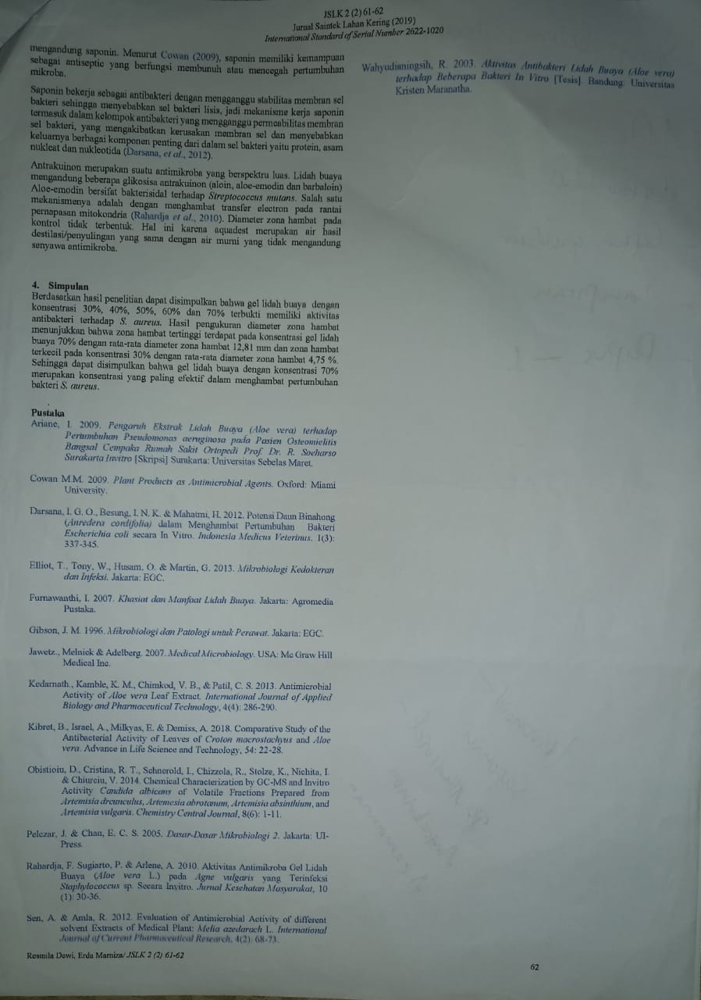 JSLK 2 (2) 61-62
Jurnal Saintek Lahan Kering (2019)
International Standard of Serial Number 2622-1020
mengandung saponin. Menurut Cowan (2009), saponin memiliki kemampuan
sebagai antiseptic yang berfungsi membunuh atau mencegah pertumbuhan
mikroba.
Saponin bekerja sebagai antibakteri dengan mengganggu stabilitas membran sel
bakteri sehingga menyebabkan sel bakteri lisis, jadi mekanisme kerja saponin
termasuk dalam kelompok antibakteri yang mengganggu permeabilitas membran
sel bakteri, yang mengakibatkan kerusakan membran sel dan menyebabkan
keluarnya berbagai komponen penting dari dalam sel bakteri yaitu protein, asam
nukleat dan nukleotida (Darsana, et al., 2012).
Antrakuinon merupakan suatu antimikroba yang berspektru luas. Lidah buaya
mengandung beberapa glikosisa antrakuinon (aloin, aloe-emodin dan barbaloin)
Aloe-emodin bersifat bakterisidal terhadap Streptococcus mutans. Salah satu
mekanismenya adalah dengan menghambat transfer electron pada rantai
pernapasan mitokondria (Rahardja et al., 2010). Diameter zona hambat pada
kontrol tidak terbentuk. Hal ini karena aquadest merupakan air hasil
destilasi/penyulingan yang sama dengan air murni yang tidak mengandung
senyawa antimikroba.
4. Simpulan
Berdasarkan hasil penelitian dapat disimpulkan bahwa gel lidah buaya dengan
konsentrasi 30%, 40%, 50%, 60% dan 70% terbukti memiliki aktivitas
antibakteri terhadap S. aureus. Hasil pengukuran diameter zona hambat
menunjukkan bahwa zona hambat tertinggi terdapat pada konsentrasi gel lidah
buaya 70% dengan rata-rata diameter zona hambat 12,81 mm dan zona hambat
terkecil pada konsentrasi 30% dengan rata-rata diameter zona hambat 4,75 %.
Sehingga dapat disimpulkan bahwa gel lidah buaya dengan konsentrasi 70%
merupakan konsentrasi yang paling efektif dalam menghambat pertumbuhan
bakteri S. aureus.
Pustaka
Ariane, I. 2009. Pengaruh Ekstrak Lidah Buaya (Aloe vera) terhadap
Pertumbuhan Pseudomonas aeruginosa pada Pasien Osteomielitis
Bangsal Cempaka Rumah Sakit Ortopedi Prof. Dr. R. Soeharso
Surakarta Invitro [Skripsi] Surakarta: Universitas Sebelas Maret.
Cowan M.M. 2009. Plant Products as Antimicrobial Agents. Oxford: Miami
University.
Darsana, I. G. O., Besung, I. N. K. & Mahatmi, H. 2012. Potensi Daun Binahong
(Anredera cordifolia) dalam Menghambat Pertumbuhan Bakteri
Escherichia coli secara In Vitro. Indonesia Medicus Veterinus. 1(3):
337-345.
Elliot, T., Tony, W., Husam, O. & Martin, G. 2013. Mikrobiologi Kedokteran
dan Infeksi. Jakarta: EGC.
Furnawanthi, I. 2007. Khasiat dan Manfaat Lidah Buaya. Jakarta: Agromedia
Pustaka.
Gibson, J. M. 1996. Mikrobiologi dan Patologi untuk Perawat. Jakarta: EGC.
Jawetz., Melnick & Adelberg. 2007. Medical Microbiology. USA: Mc Graw Hill
Medical Inc.
Kedarnath., Kamble, K. M., Chimkod, V. B., & Patil, C. S. 2013. Antimicrobial
Activity of Aloe vera Leaf Extract. International Journal of Applied
Biology and Pharmaceutical Technology, 4(4): 286-290.
Kibret, B., Israel, A., Milkyas, E. & Demiss, A. 2018. Comparative Study of the
Antibacterial Activity of Leaves of Croton macrostachyus and Aloe
vera. Advance in Life Science and Technology, 54: 22-28.
Obistioiu, D., Cristina, R. T., Schnerold, I., Chizzola, R., Stolze, K., Nichita, I.
& Chiurciu, V. 2014. Chemical Characterization by GC-MS and Invitro
Activity Candida albicans of Volatile Fractions Prepared from
Artemisia drcunculus, Artemesia abrotanum, Artemisia absinthium, and
Artemisia vulgaris. Chemistry Central Journal, 8(6): 1-11.
Pelczar, J. & Chan, E. C. S. 2005. Dasar-Dasar Mikrobiologi 2. Jakarta: UI-
Press.
Rahardja, F. Sugiarto, P. & Arlene, A. 2010. Aktivitas Antimikroba Gel Lidah
Buaya (Aloe vera L.) pada Agne vulgaris yang Terinfeksi
Staphylococcus sp. Secara Invitro. Jurnal Kesehatan Masyarakat, 10
(1): 30-36.
Sen, A. & Amla, R. 2012. Evaluation of Antimicrobial Activity of different
solvent Extracts of Medical Plant: Melia azedarach L. International
Journal of Current Pharmaceutical Research, 4(2): 68-73.
Wahyudianingsih, R. 2003. Aktivitas Antibakteri Lidah Buaya (Aloe vera)
terhadap Beberapa Bakteri In Vitro [Tesis]. Bandung: Universitas
Kristen Maranatha.
Resmila Dewi, Erda Marniza/ JSLK 2 (2) 61-62
62